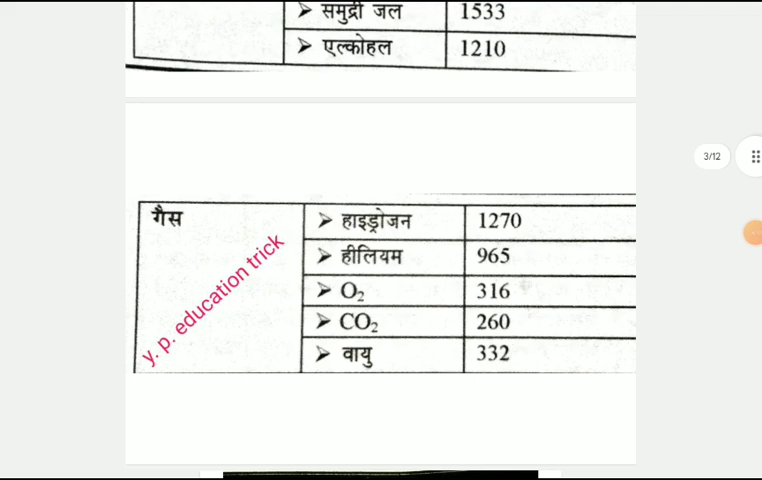 ➤ समुद्री जल 1533
➤ एल्कोहल 1210
3/12
गैस ➤ हाइड्रोजन 1270
➤ हीलियम 965
➤ O₂ 316
➤ CO₂ 260
➤ वायु 332
y. p. education trick